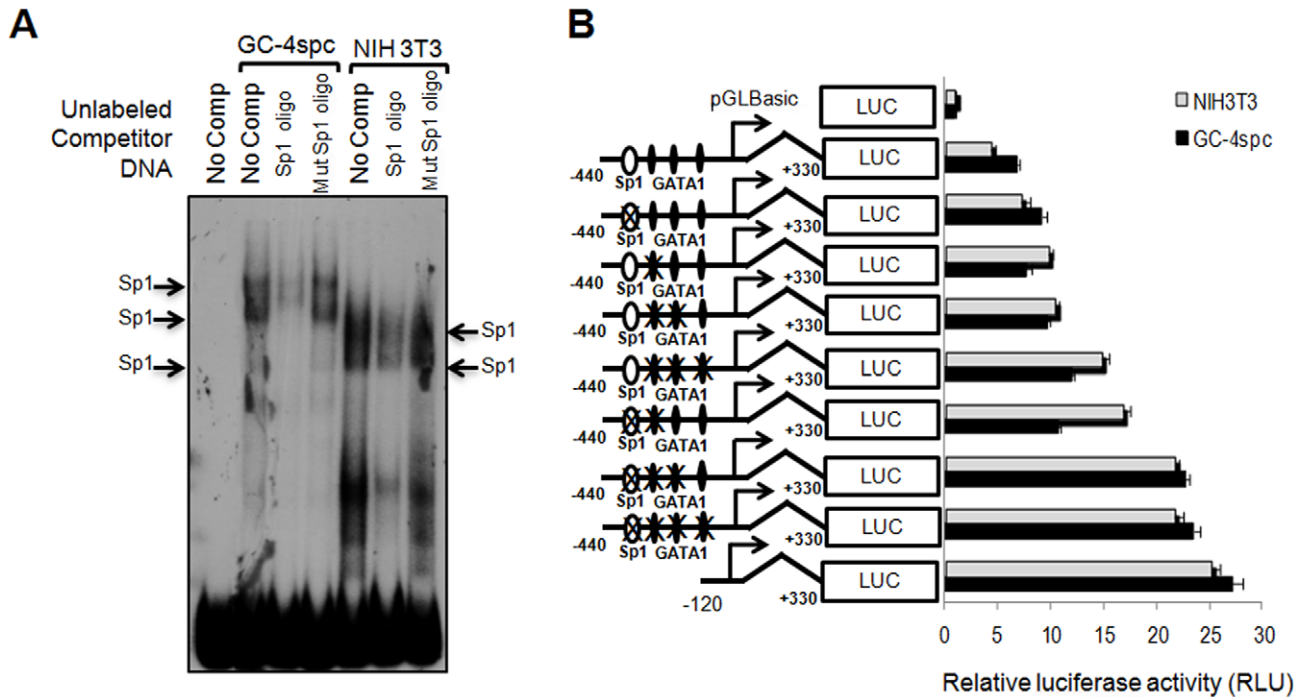 A
GC-4spc
NIH 3T3
Unlabeled
Competitor
DNA
No Comp
No Comp
Sp1 oligo
Mut Sp1 oligo
No Comp
Sp1 oligo
Mut Sp1 oligo
Sp1
Sp1
Sp1
Sp1
Sp1
B
pGLBasic
LUC
NIH3T3
GC-4spc
-440
Sp1
GATA1
+330
LUC
-440
Sp1
GATA1
+330
LUC
-440
Sp1
GATA1
+330
LUC
-440
Sp1
GATA1
+330
LUC
-440
Sp1
GATA1
+330
LUC
-440
Sp1
GATA1
+330
LUC
-440
Sp1
GATA1
+330
LUC
-440
Sp1
GATA1
+330
LUC
-120
+330
LUC
0 5 10 15 20 25 30
Relative luciferase activity (RLU)